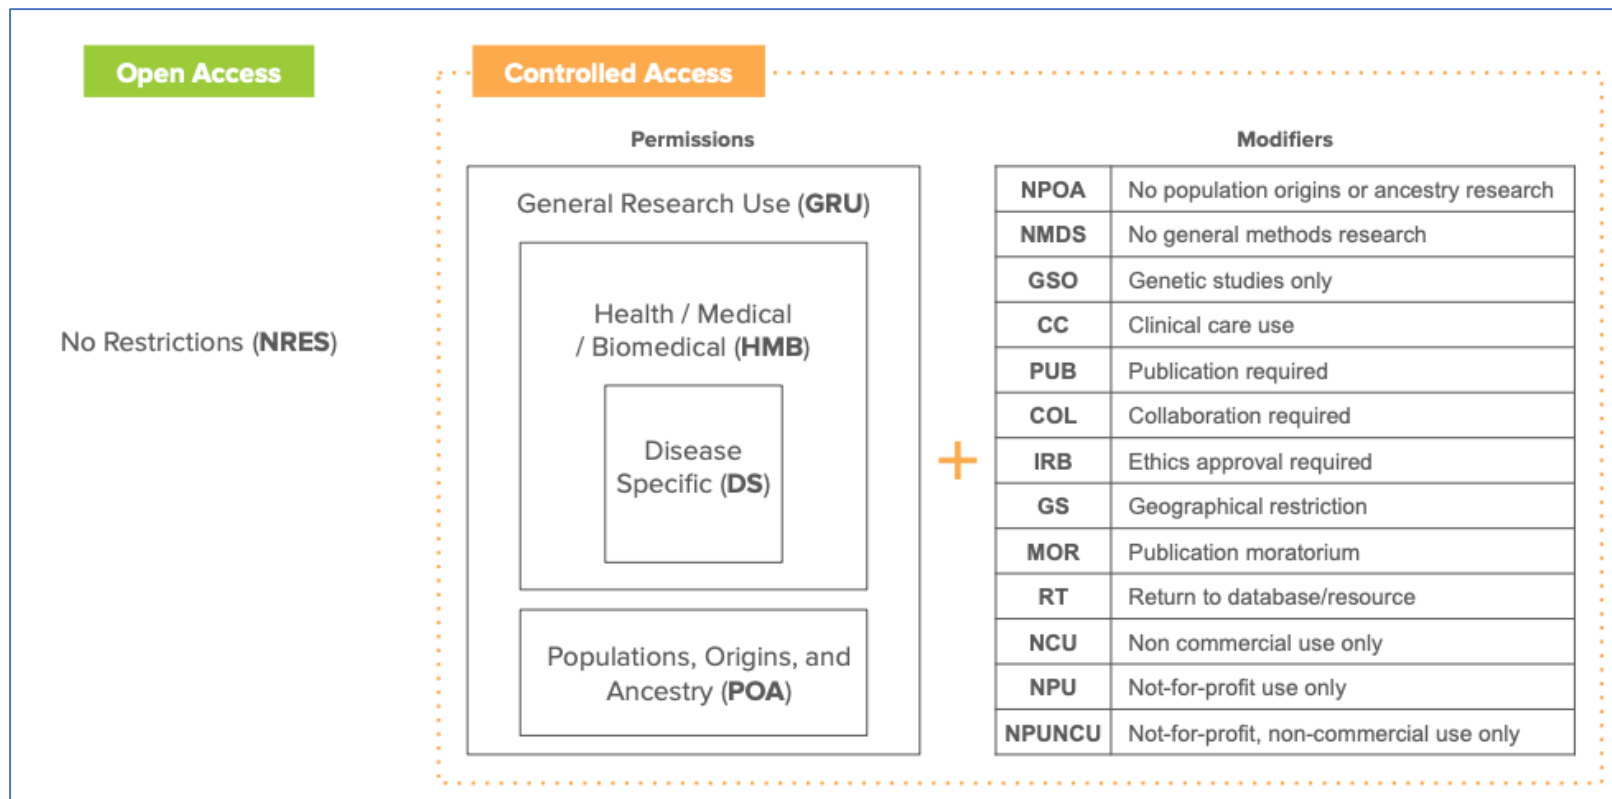 Open Access
No Restrictions (NRES)
Controlled Access
Permissions
General Research Use (GRU)
Health / Medical
/ Biomedical (HMB)
Disease
Specific (DS)
Populations, Origins, and
Ancestry (POA)
+
Modifiers
NPOA No population origins or ancestry research
NMDS No general methods research
GSO Genetic studies only
CC Clinical care use
PUB Publication required
COL Collaboration required
IRB Ethics approval required
GS Geographical restriction
MOR Publication moratorium
RT Return to database/resource
NCU Non commercial use only
NPU Not-for-profit use only
NPUNCU Not-for-profit, non-commercial use only